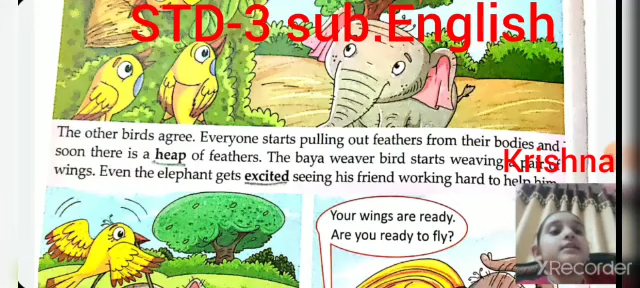 STD-3 sub.English
The other birds agree. Everyone starts pulling out feathers from their bodies and
soon there is a heap of feathers. The baya weaver bird starts weaving a pair of
wings. Even the elephant gets excited seeing his friend working hard to help him.
Krishna
Your wings are ready.
Are you ready to fly?
XRecorder